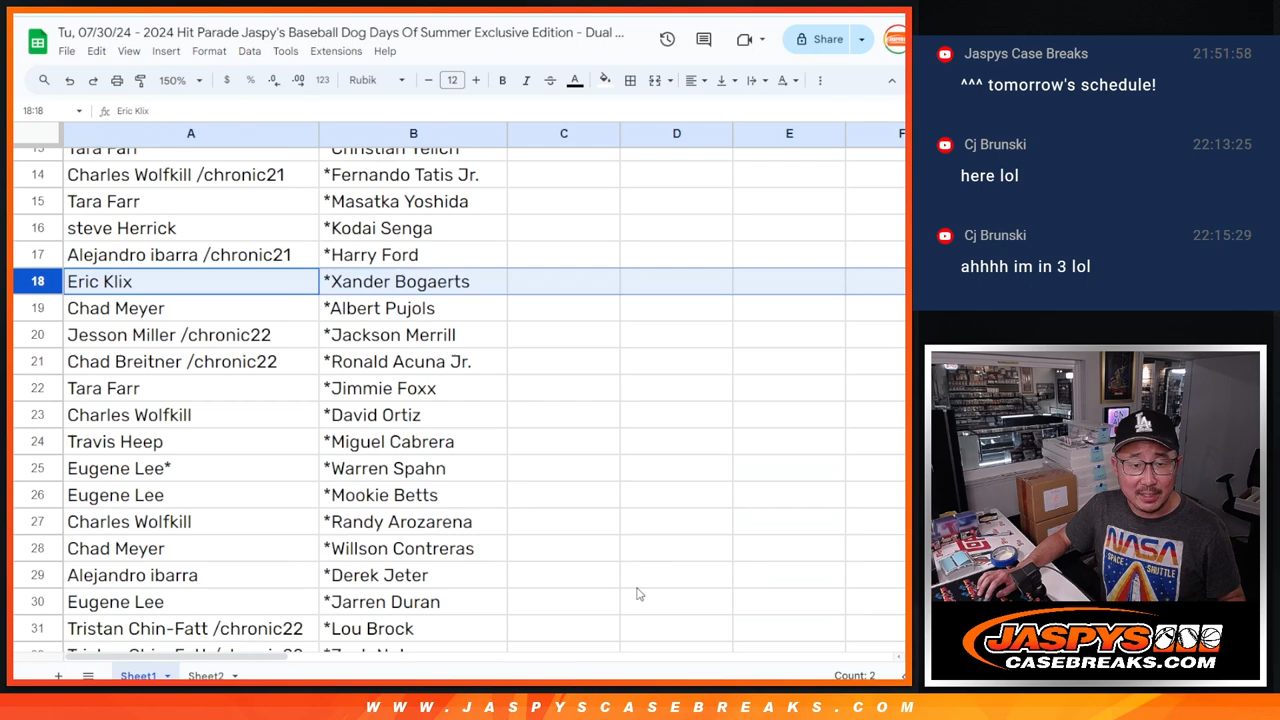 Tu, 07/30/24 - 2024 Hit Parade Jaspy's Baseball Dog Days Of Summer Exclusive Edition - Dual ...
File Edit View Insert Format Data Tools Extensions Help
Share
150% $ % .0 .00 123 Rubik 12 B I A
18:18 fx Eric Klix
A B C D E F
14 Charles Wolfkill /chronic21 *Fernando Tatis Jr.
15 Tara Farr *Masatka Yoshida
16 steve Herrick *Kodai Senga
17 Alejandro ibarra /chronic21 *Harry Ford
18 Eric Klix *Xander Bogaerts
19 Chad Meyer *Albert Pujols
20 Jesson Miller /chronic22 *Jackson Merrill
21 Chad Breitner /chronic22 *Ronald Acuna Jr.
22 Tara Farr *Jimmie Foxx
23 Charles Wolfkill *David Ortiz
24 Travis Heep *Miguel Cabrera
25 Eugene Lee* *Warren Spahn
26 Eugene Lee *Mookie Betts
27 Charles Wolfkill *Randy Arozarena
28 Chad Meyer *Willson Contreras
29 Alejandro ibarra *Derek Jeter
30 Eugene Lee *Jarren Duran
31 Tristan Chin-Fatt /chronic22 *Lou Brock
Sheet1 Sheet2 Count: 2
Jaspys Case Breaks 21:51:58
^^^ tomorrow's schedule!
Cj Brunski 22:13:25
here lol
Cj Brunski 22:15:29
ahhhh im in 3 lol
LA
NASA
SPACE SHUTTLE
JASPYS
CASEBREAKS.COM
WWW.JASPYSCASEBREAKS.COM